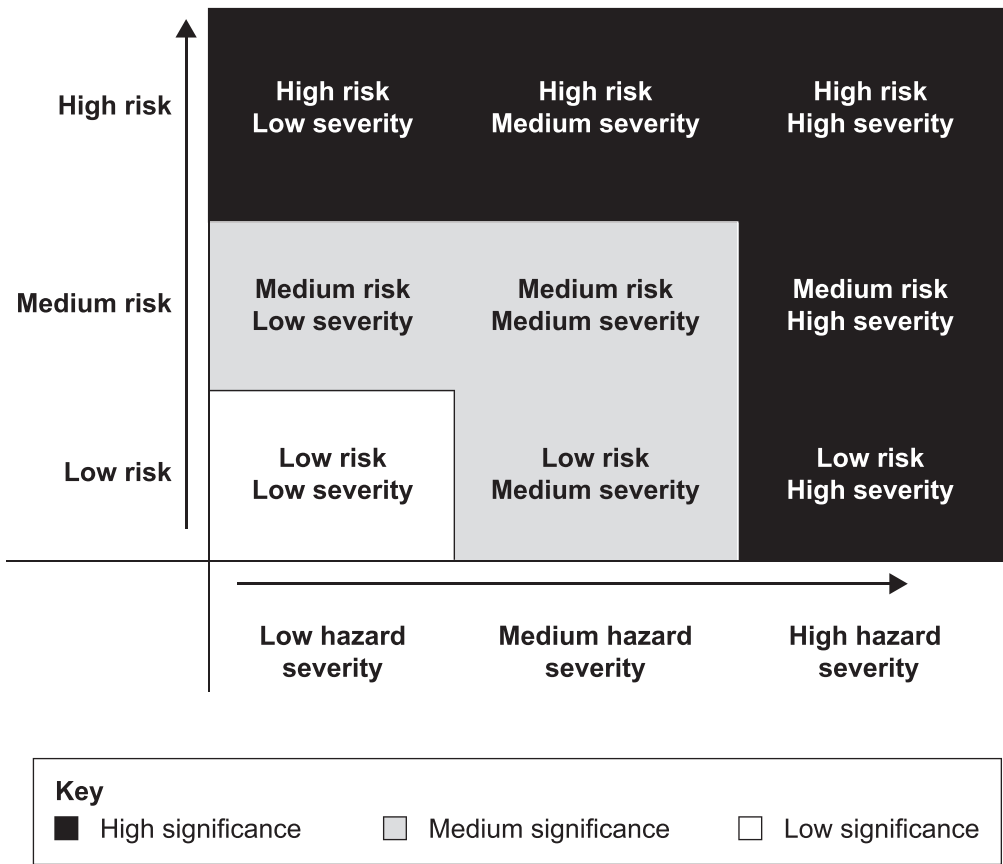 High risk
High risk
Low severity
High risk
Medium severity
High risk
High severity
Medium risk
Medium risk
Low severity
Medium risk
Medium severity
Medium risk
High severity
Low risk
Low risk
Low severity
Low risk
Medium severity
Low risk
High severity
Low hazard
severity
Medium hazard
severity
High hazard
severity
Key
High significance
Medium significance
Low significance